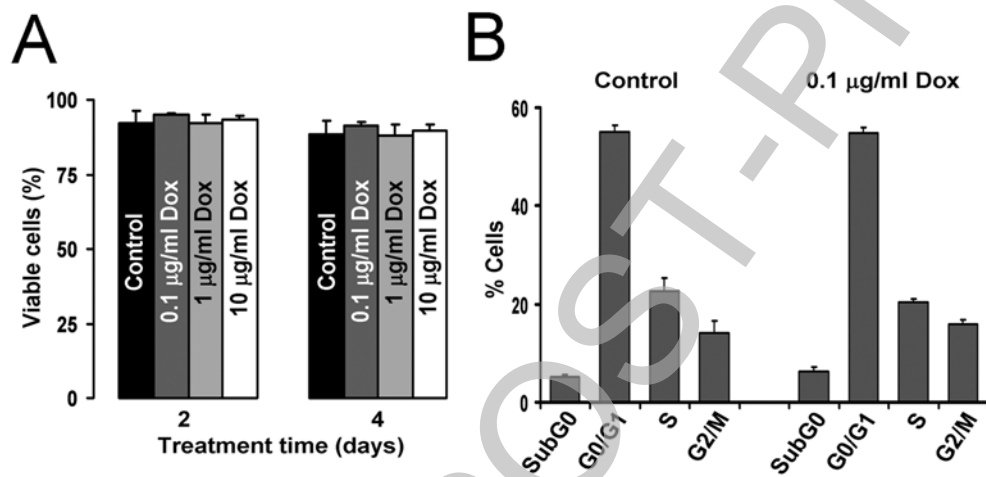 A
100
75
50
25
0
Viable cells (%)
Control
0.1 µg/ml Dox
1 µg/ml Dox
10 µg/ml Dox
Control
0.1 µg/ml Dox
1 µg/ml Dox
10 µg/ml Dox
2
4
Treatment time (days)
B
Control
0.1 µg/ml Dox
60
40
20
0
% Cells
SubG0
G0/G1
S
G2/M
SubG0
G0/G1
S
G2/M
OST-P